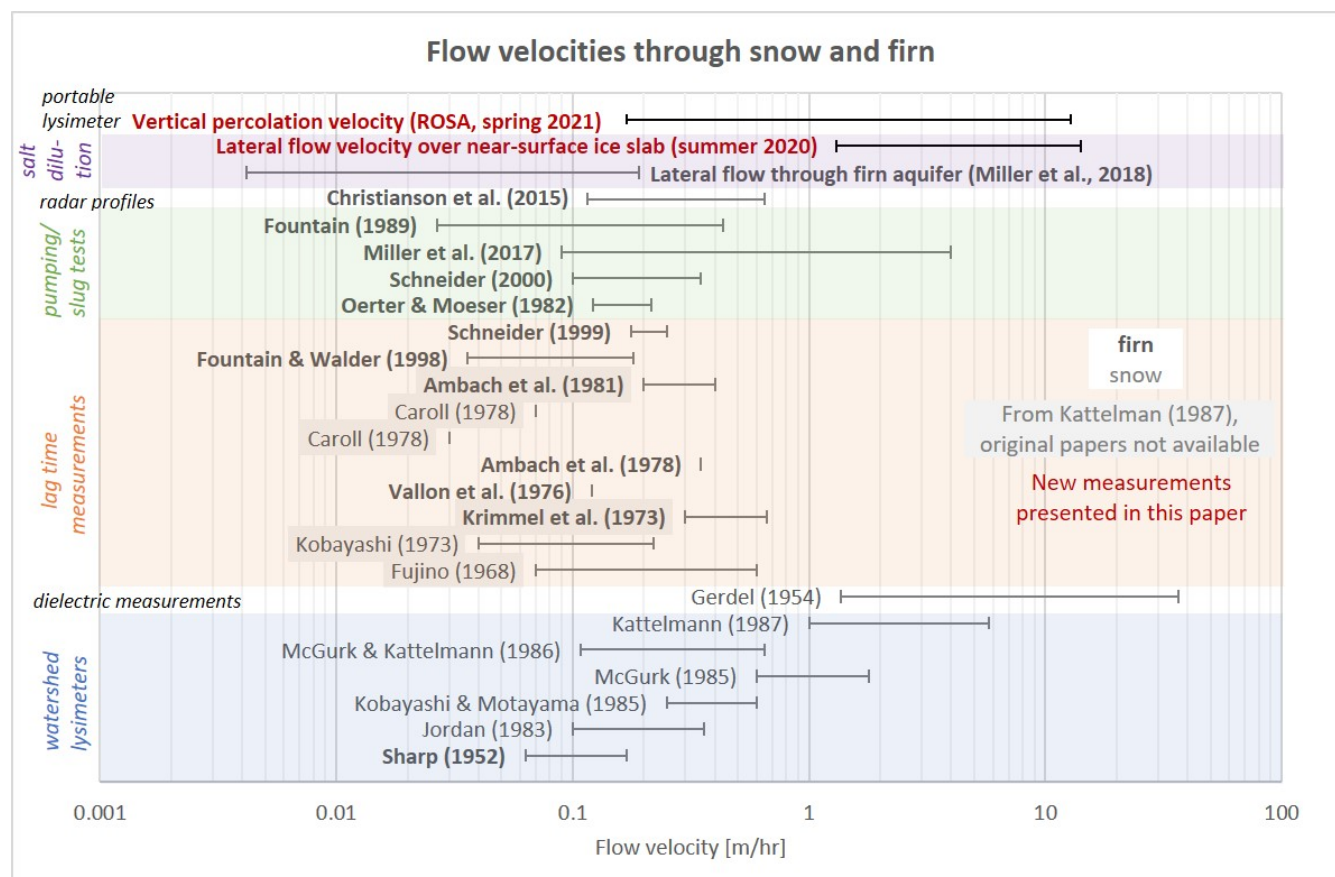 Flow velocities through snow and firn
portable
lysimeter
Vertical percolation velocity (ROSA, spring 2021)
salt
dilu-
tion
Lateral flow velocity over near-surface ice slab (summer 2020)
Lateral flow through firn aquifer (Miller et al., 2018)
radar profiles
Christianson et al. (2015)
pumping/
slug tests
Fountain (1989)
Miller et al. (2017)
Schneider (2000)
Oerter & Moeser (1982)
lag time
measurements
Schneider (1999)
Fountain & Walder (1998)
Ambach et al. (1981)
Caroll (1978)
Caroll (1978)
Ambach et al. (1978)
Vallon et al. (1976)
Krimmel et al. (1973)
Kobayashi (1973)
Fujino (1968)
firn
snow
From Kattelman (1987),
original papers not available
New measurements
presented in this paper
dielectric measurements
Gerdel (1954)
watershed
lysimeters
Kattelmann (1987)
McGurk & Kattelmann (1986)
McGurk (1985)
Kobayashi & Motayama (1985)
Jordan (1983)
Sharp (1952)
0.001 0.01 0.1 1 10 100
Flow velocity [m/hr]